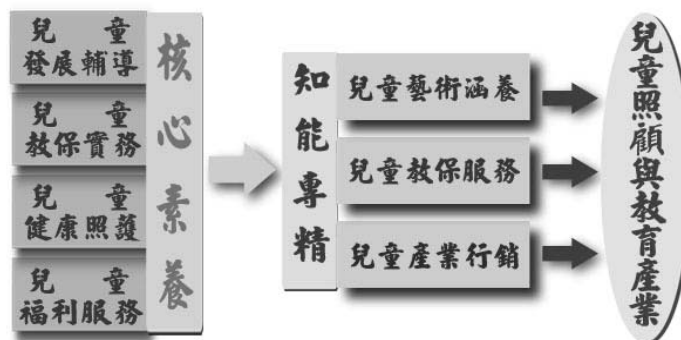 兒童
發展輔導
兒童
教保實務
兒童
健康照護
兒童
福利服務
核心素養
知能專精
兒童藝術涵養
兒童教保服務
兒童產業行銷
兒童照顧與教育產業